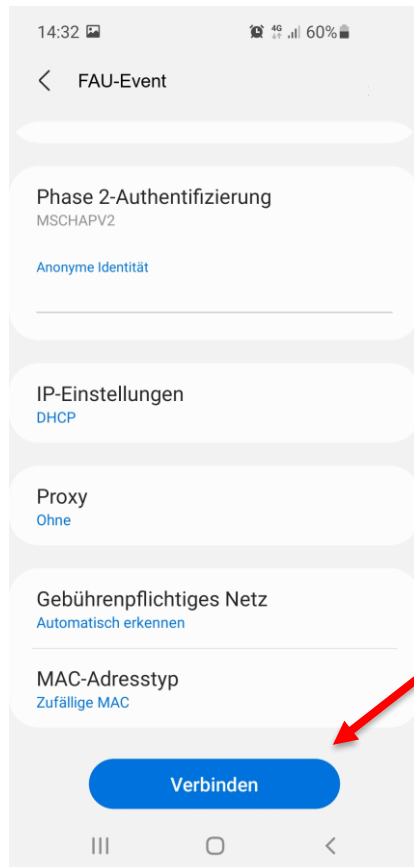 14:32 4G 60%
FAU-Event
Phase 2-Authentifizierung
MSCHAPV2
Anonyme Identität
IP-Einstellungen
DHCP
Proxy
Ohne
Gebührenpflichtiges Netz
Automatisch erkennen
MAC-Adresstyp
Zufällige MAC
Verbinden